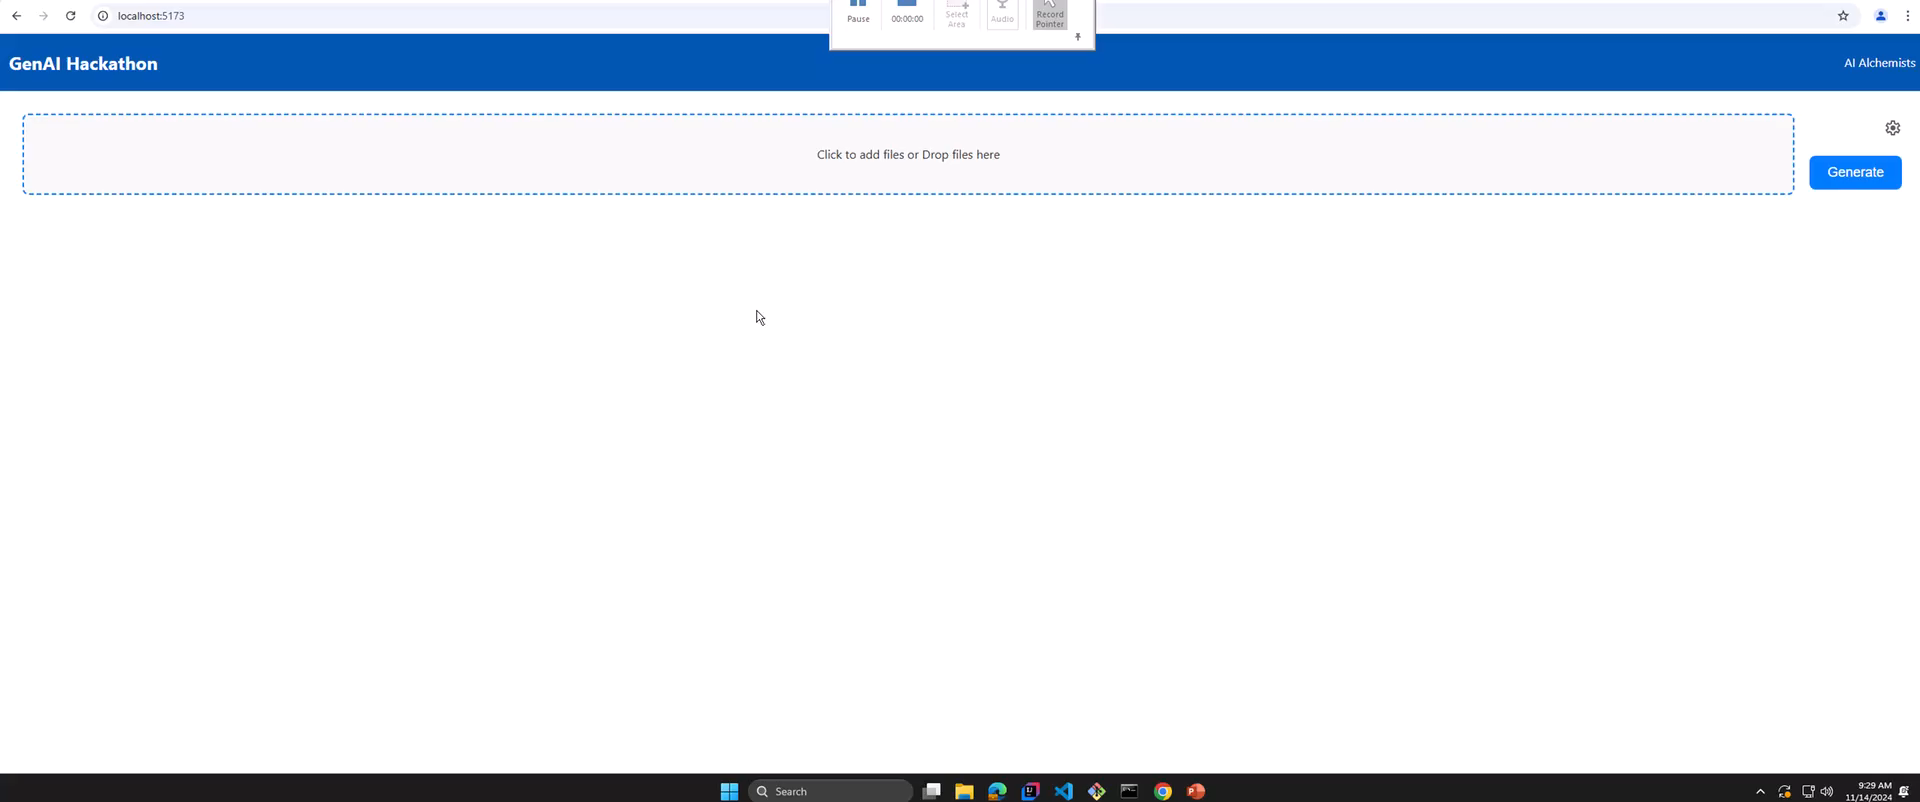 localhost:5173
Pause
00:00:00
Select
Area
Audio
Record
Pointer
GenAI Hackathon
AI Alchemists
Click to add files or Drop files here
Generate
Search
9:29 AM
11/14/2024